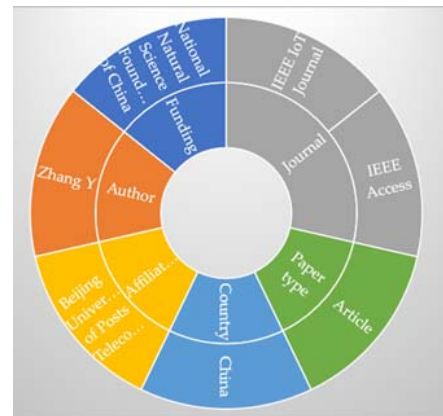 IEEE IoT
Journal
IEEE
Access
Journal
Article
Paper
type
China
Country
Beijing
Univer...
of Posts
Teleco...
Affiliat...
Zhang Y
Author
National
Natural
Science
Found...
of China
Funding